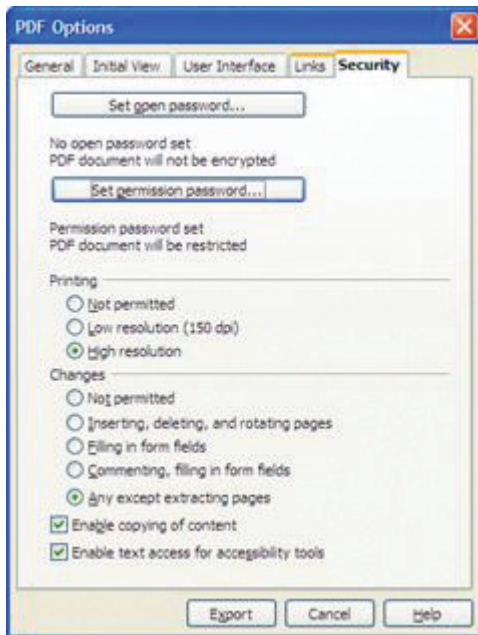 PDF Options
General Initial View User Interface Links Security
Set open password...
No open password set
PDF document will not be encrypted
Set permission password...
Permission password set
PDF document will be restricted
Printing
Not permitted
Low resolution (150 dpi)
High resolution
Changes
Not permitted
Inserting, deleting, and rotating pages
Filling in form fields
Commenting, filling in form fields
Any except extracting pages
Enable copying of content
Enable text access for accessibility tools
Export Cancel Help